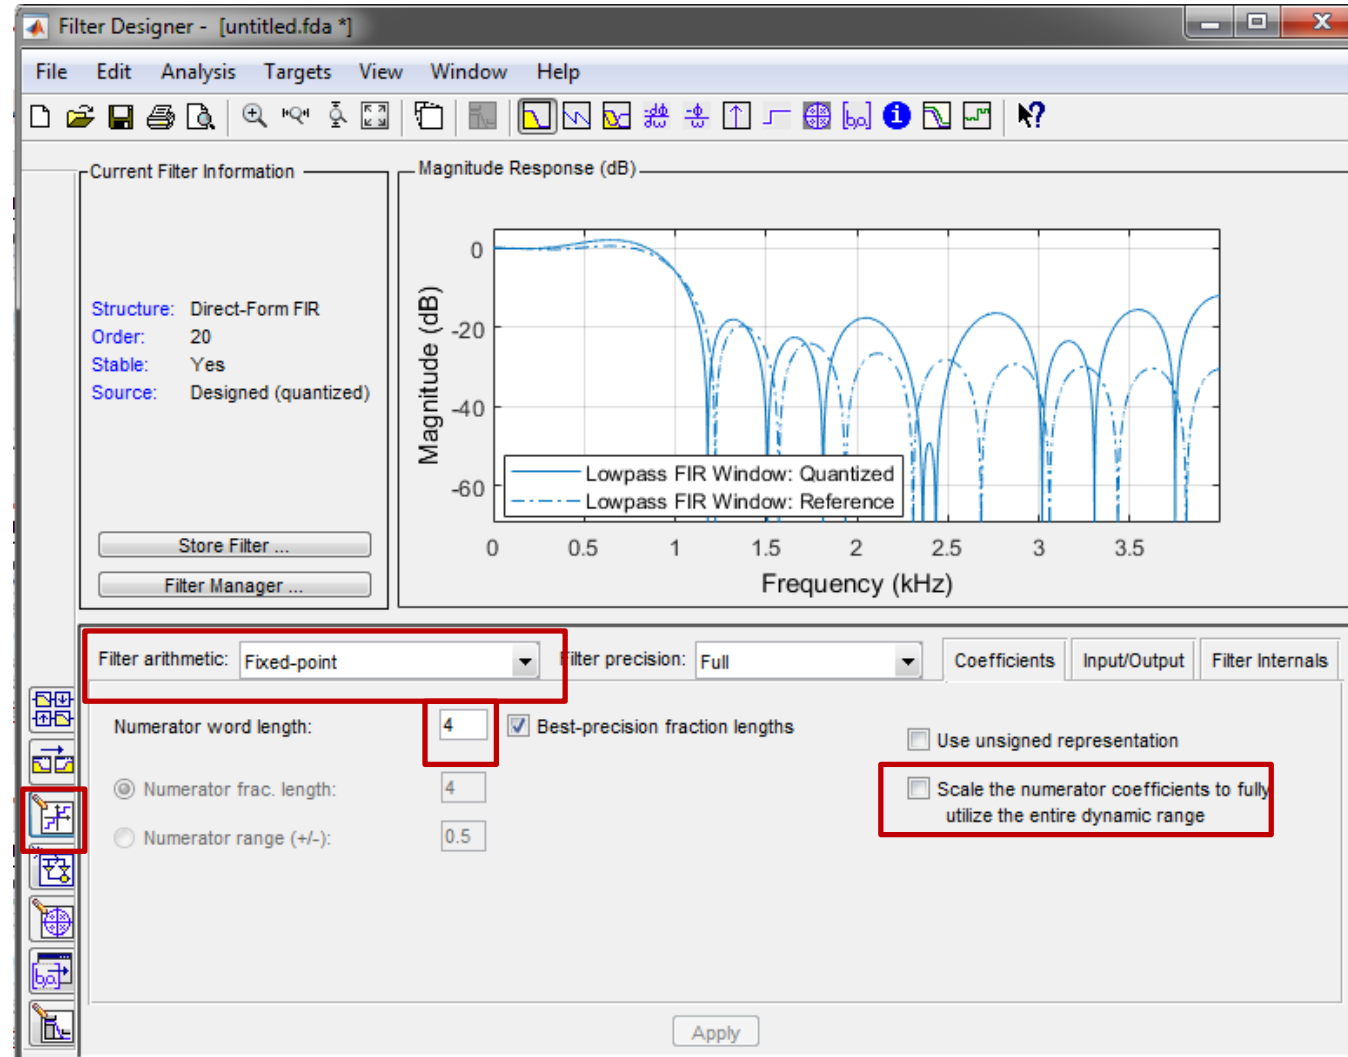 Filter Designer - [untitled.fda *]
File Edit Analysis Targets View Window Help
Current Filter Information
Structure: Direct-Form FIR
Order: 20
Stable: Yes
Source: Designed (quantized)
Store Filter ...
Filter Manager ...
Magnitude Response (dB)
Magnitude (dB)
0
-20
-40
-60
Lowpass FIR Window: Quantized
Lowpass FIR Window: Reference
0 0.5 1 1.5 2 2.5 3 3.5
Frequency (kHz)
Filter arithmetic: Fixed-point Filter precision: Full Coefficients Input/Output Filter Internals
Numerator word length: 4 Best-precision fraction lengths
Use unsigned representation
Numerator frac. length: 4
Scale the numerator coefficients to fully
utilize the entire dynamic range
Numerator range (+/-): 0.5
Apply